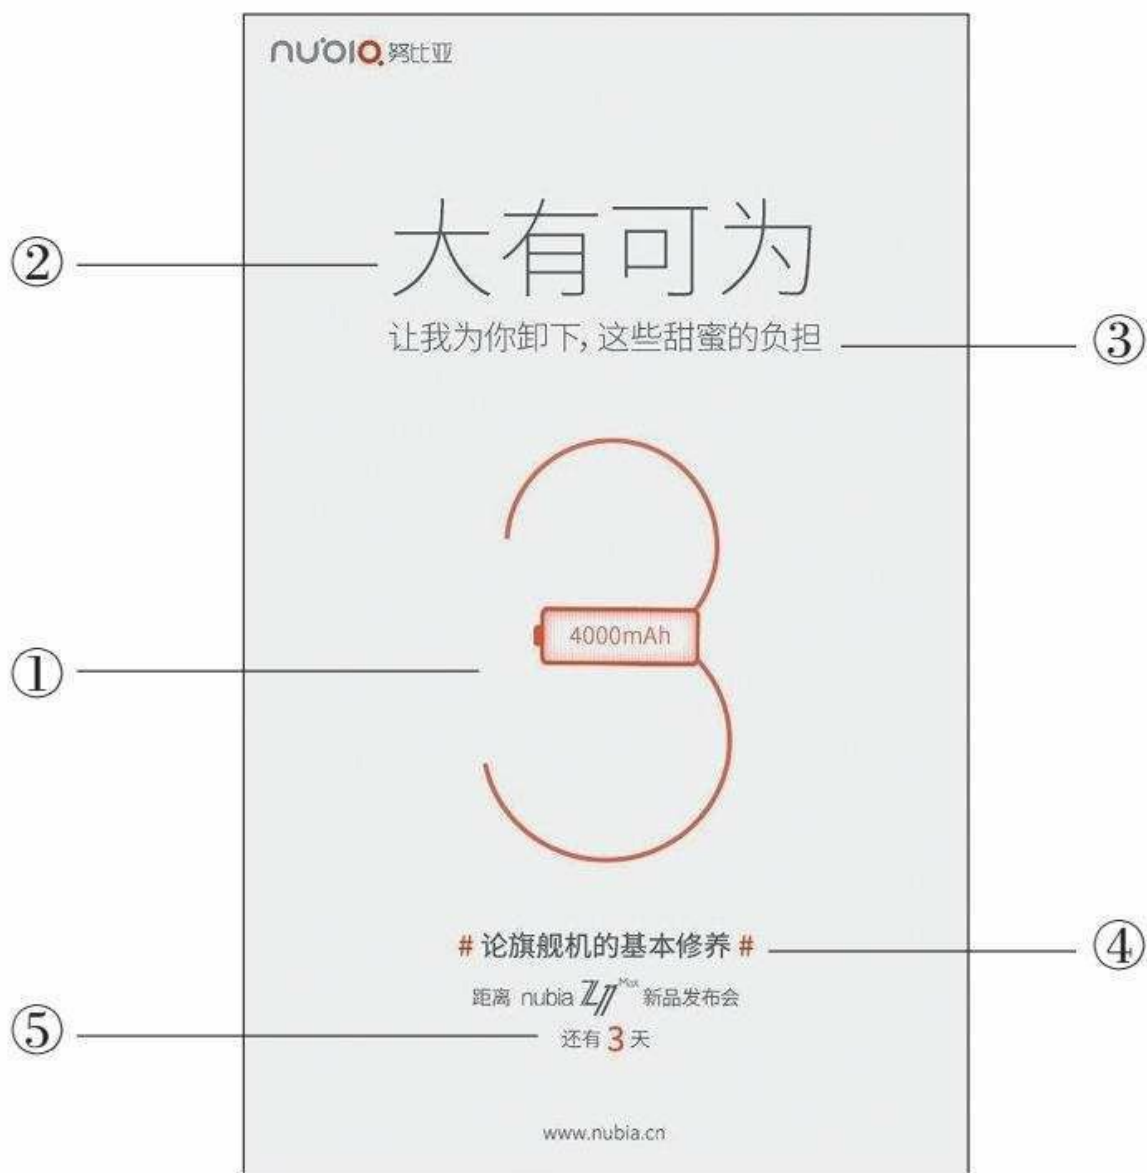 nubia 努比亚
大有可为
②
让我为你卸下,这些甜蜜的负担
③
4000mAh
①
# 论旗舰机的基本修养 #
④
距离 nubia Z11 Max 新品发布会
还有 3 天
⑤
www.nubia.cn